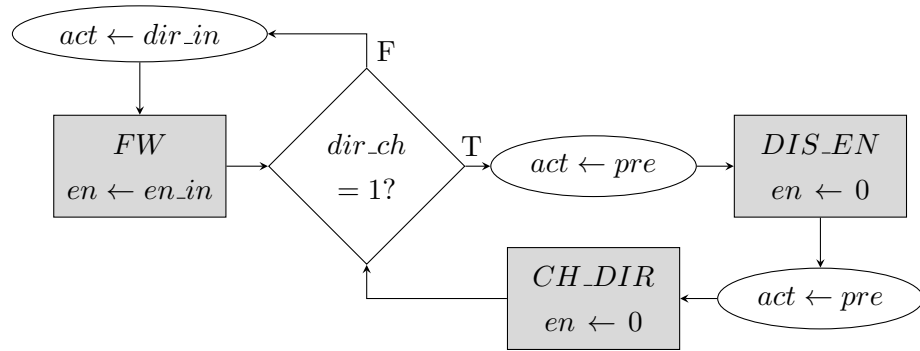 act ← dir_in
F
FW
en ← en_in
dir_ch
= 1?
T
act ← pre
DIS_EN
en ← 0
CH_DIR
en ← 0
act ← pre